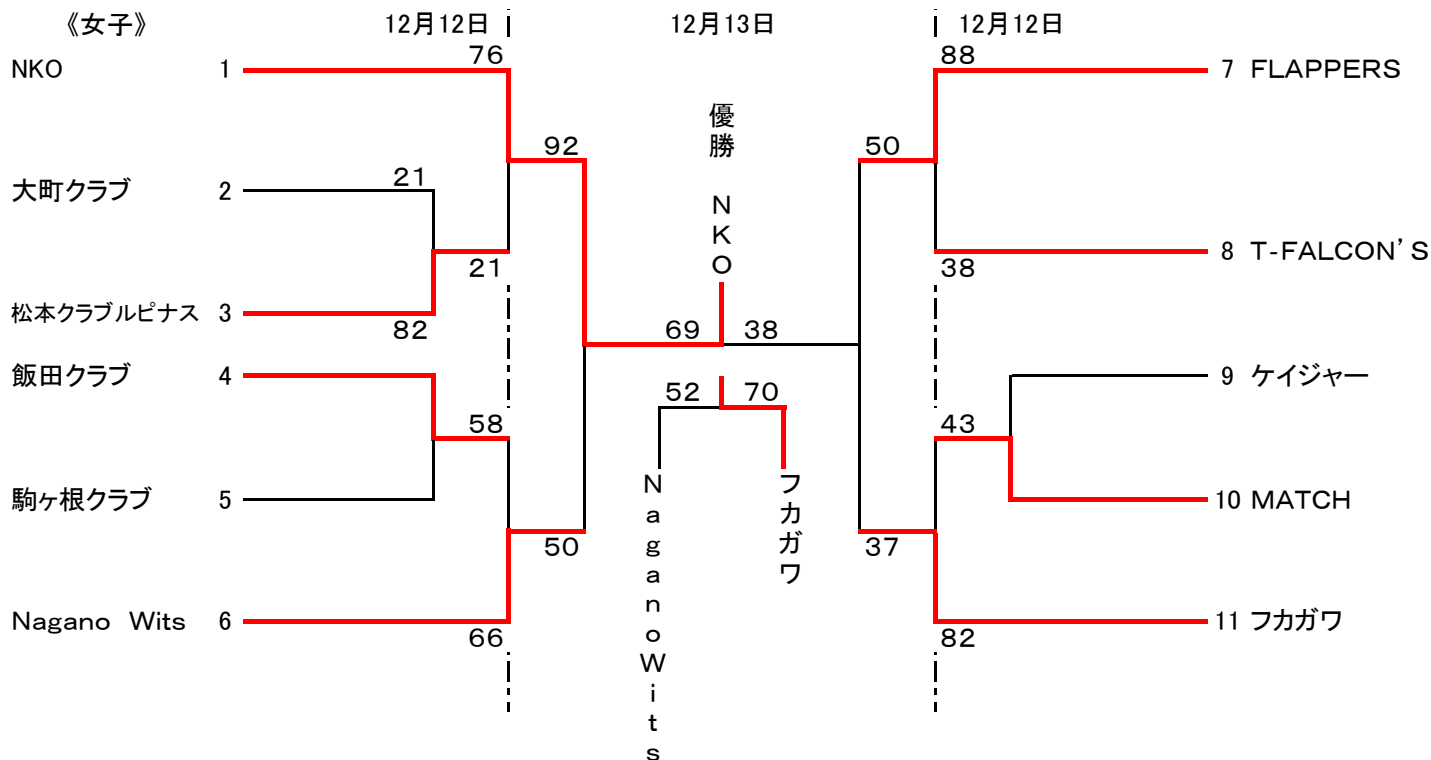 《女子》 12月12日 12月13日 12月12日
76 88
NKO 1 7 FLAPPERS
優勝 NKO
92 50
21
大町クラブ 2
21 38
8 T-FALCON'S
松本クラブルピナス 3
82 69 38
飯田クラブ 4 9 ケイジャー
52 70
58 43
駒ヶ根クラブ 5 10 MATCH
Nagano Wits
フカガワ
50 37
Nagano Wits 6 11 フカガワ
66 82